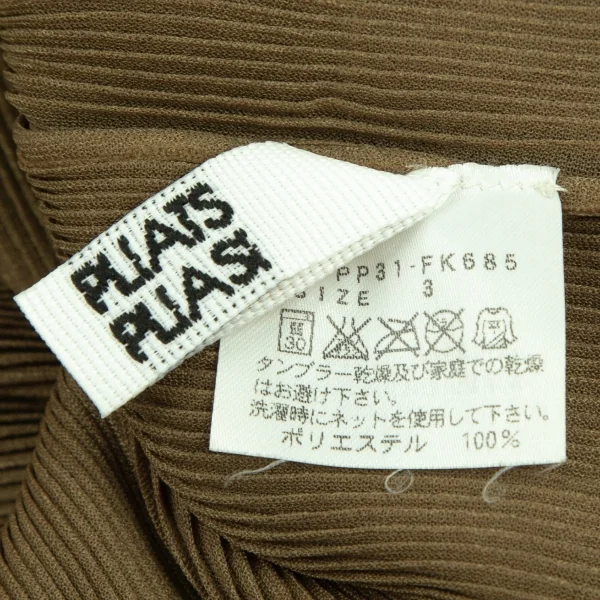 PLEATS
PLEAS
PP31-FK685
SIZE 3
30
タンブラー乾燥及び家庭での乾燥
はお避け下さい。
洗濯時にネットを使用して下さい。
ポリエステル 100%